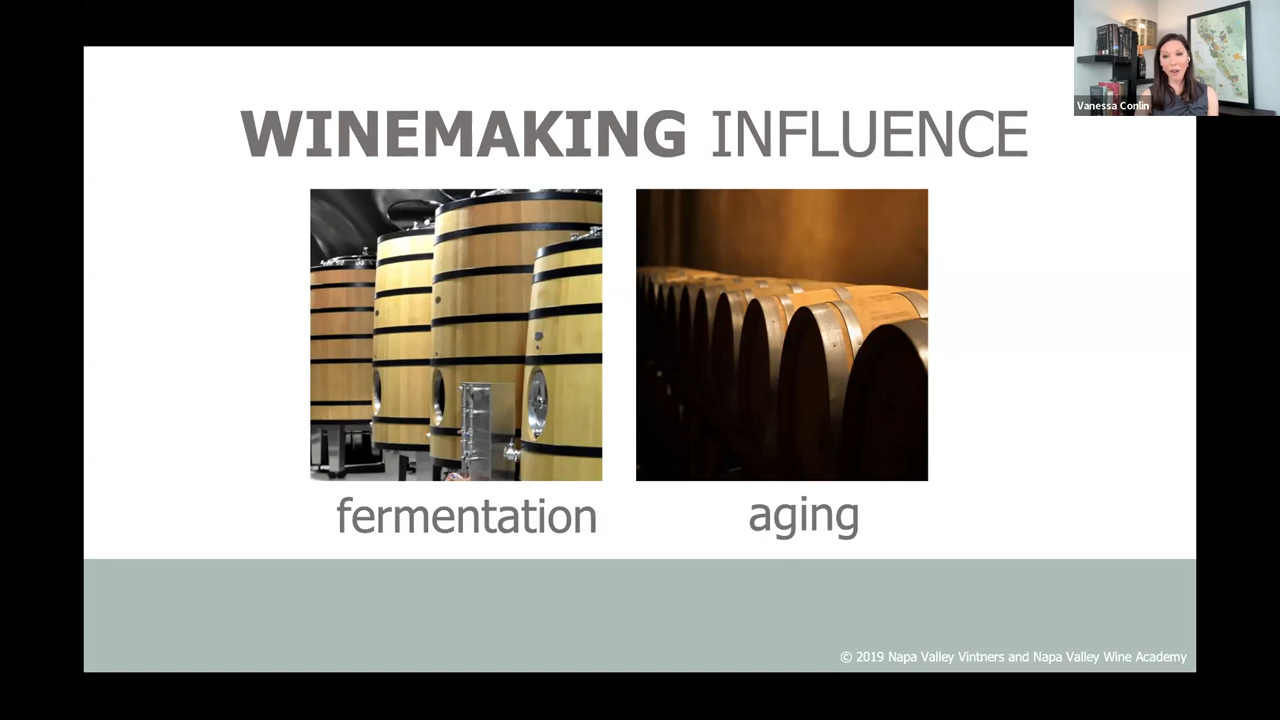 WINEMAKING INFLUENCE
Vanessa Conlin
fermentation
aging
© 2019 Napa Valley Vintners and Napa Valley Wine Academy